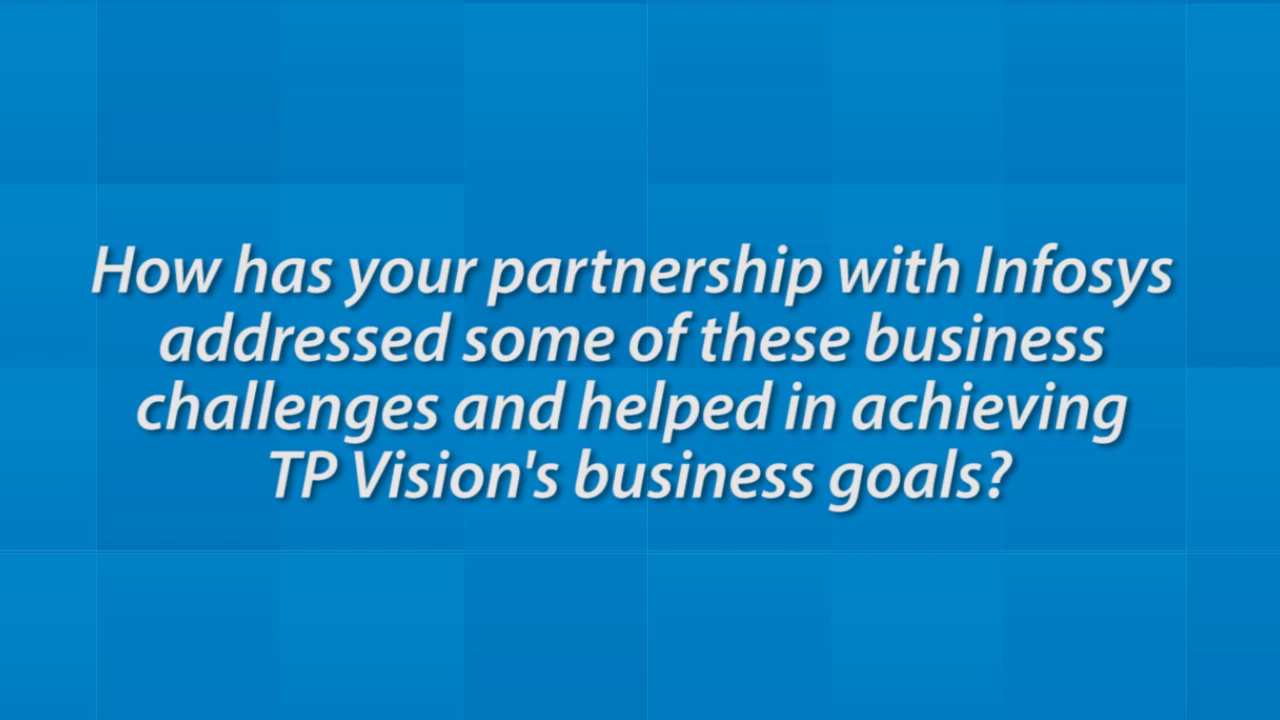 How has your partnership with Infosys
addressed some of these business
challenges and helped in achieving
TP Vision's business goals?